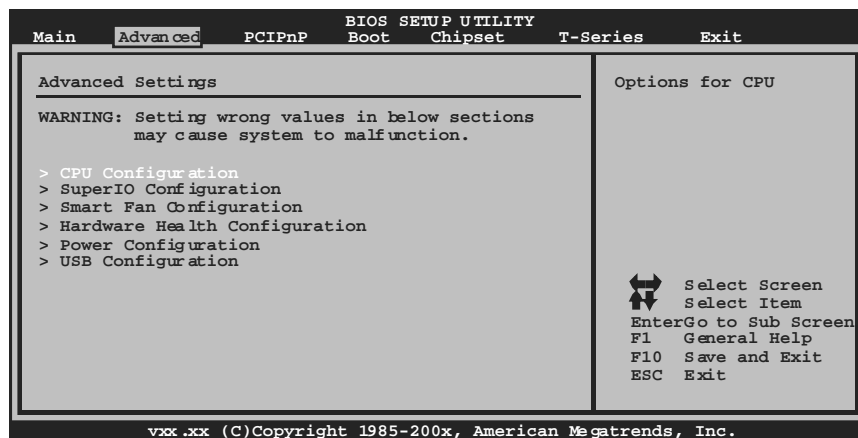 BIOS SETUP UTILITY
Main Advanced PCIPnP Boot Chipset T-Series Exit
Advanced Settings
WARNING: Setting wrong values in below sections
may cause system to malfunction.
> CPU Configuration
> SuperIO Configuration
> Smart Fan Configuration
> Hardware Health Configuration
> Power Configuration
> USB Configuration
Options for CPU
Select Screen
Select Item
EnterGo to Sub Screen
F1 General Help
F10 Save and Exit
ESC Exit
vxx.xx (C)Copyright 1985-200x, American Megatrends, Inc.